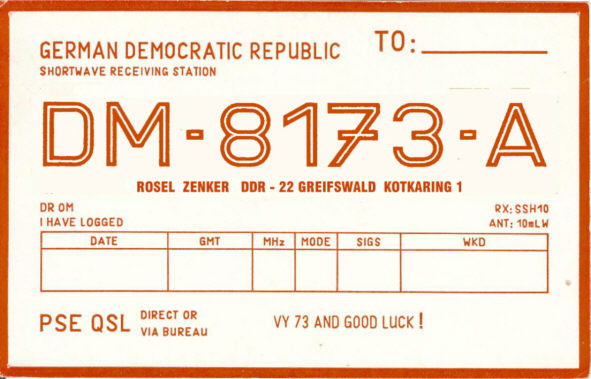 GERMAN DEMOCRATIC REPUBLIC
TO:
SHORTWAVE RECEIVING STATION
DM-8173-A
ROSEL ZENKER DDR - 22 GREIFSWALD KOTKARING 1
DR OM
I HAVE LOGGED
RX: SSH10
ANT: 10mLW
DATE GMT MHz MODE SIGS WKD
PSE QSL DIRECT OR
VIA BUREAU
VY 73 AND GOOD LUCK!